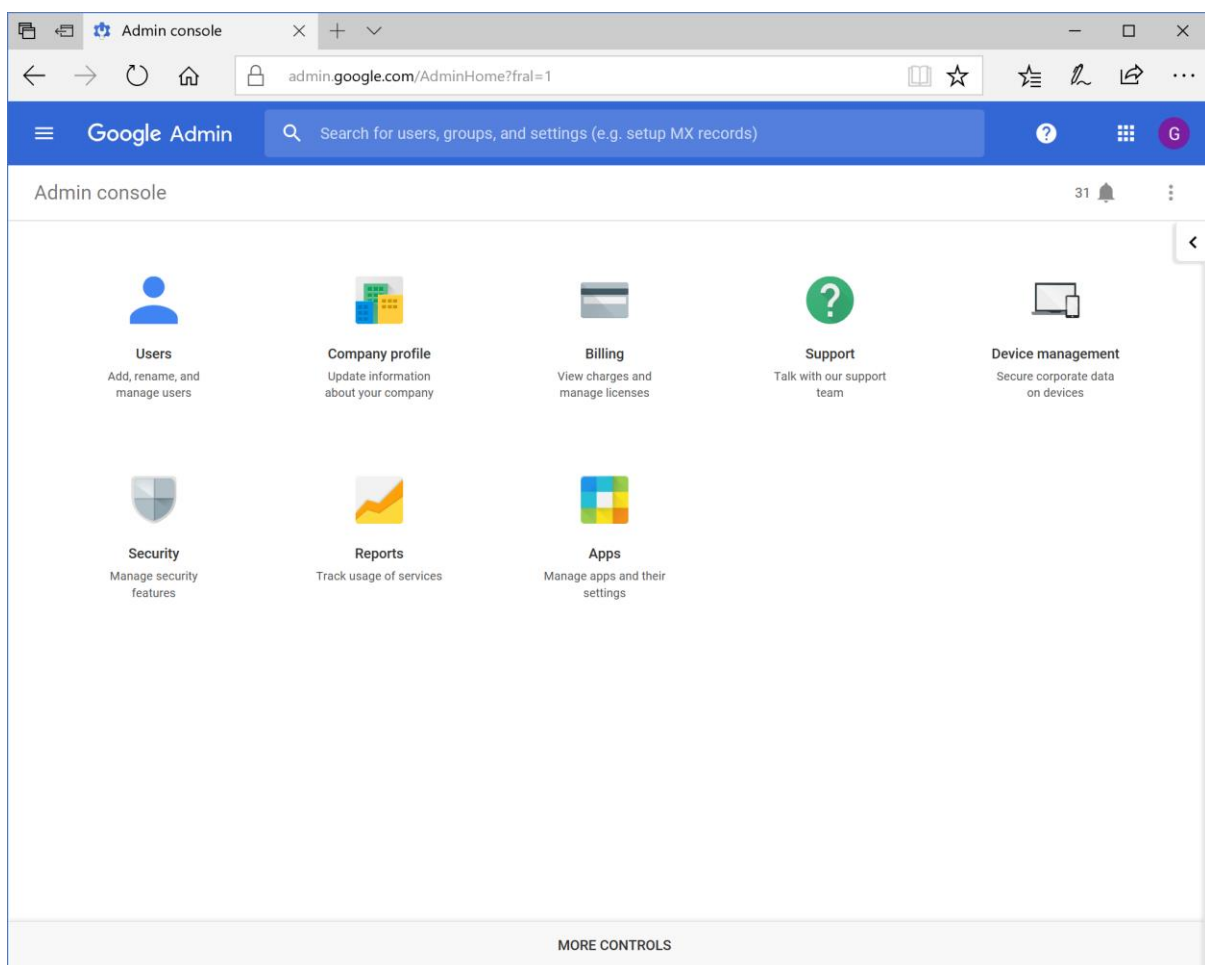 Admin console
admin.google.com/AdminHome?fral=1
Google Admin
Search for users, groups, and settings (e.g. setup MX records)
?
G
Admin console
31
?
Users
Add, rename, and
manage users
Company profile
Update information
about your company
Billing
View charges and
manage licenses
Support
Talk with our support
team
Device management
Secure corporate data
on devices
Security
Manage security
features
Reports
Track usage of services
Apps
Manage apps and their
settings
MORE CONTROLS